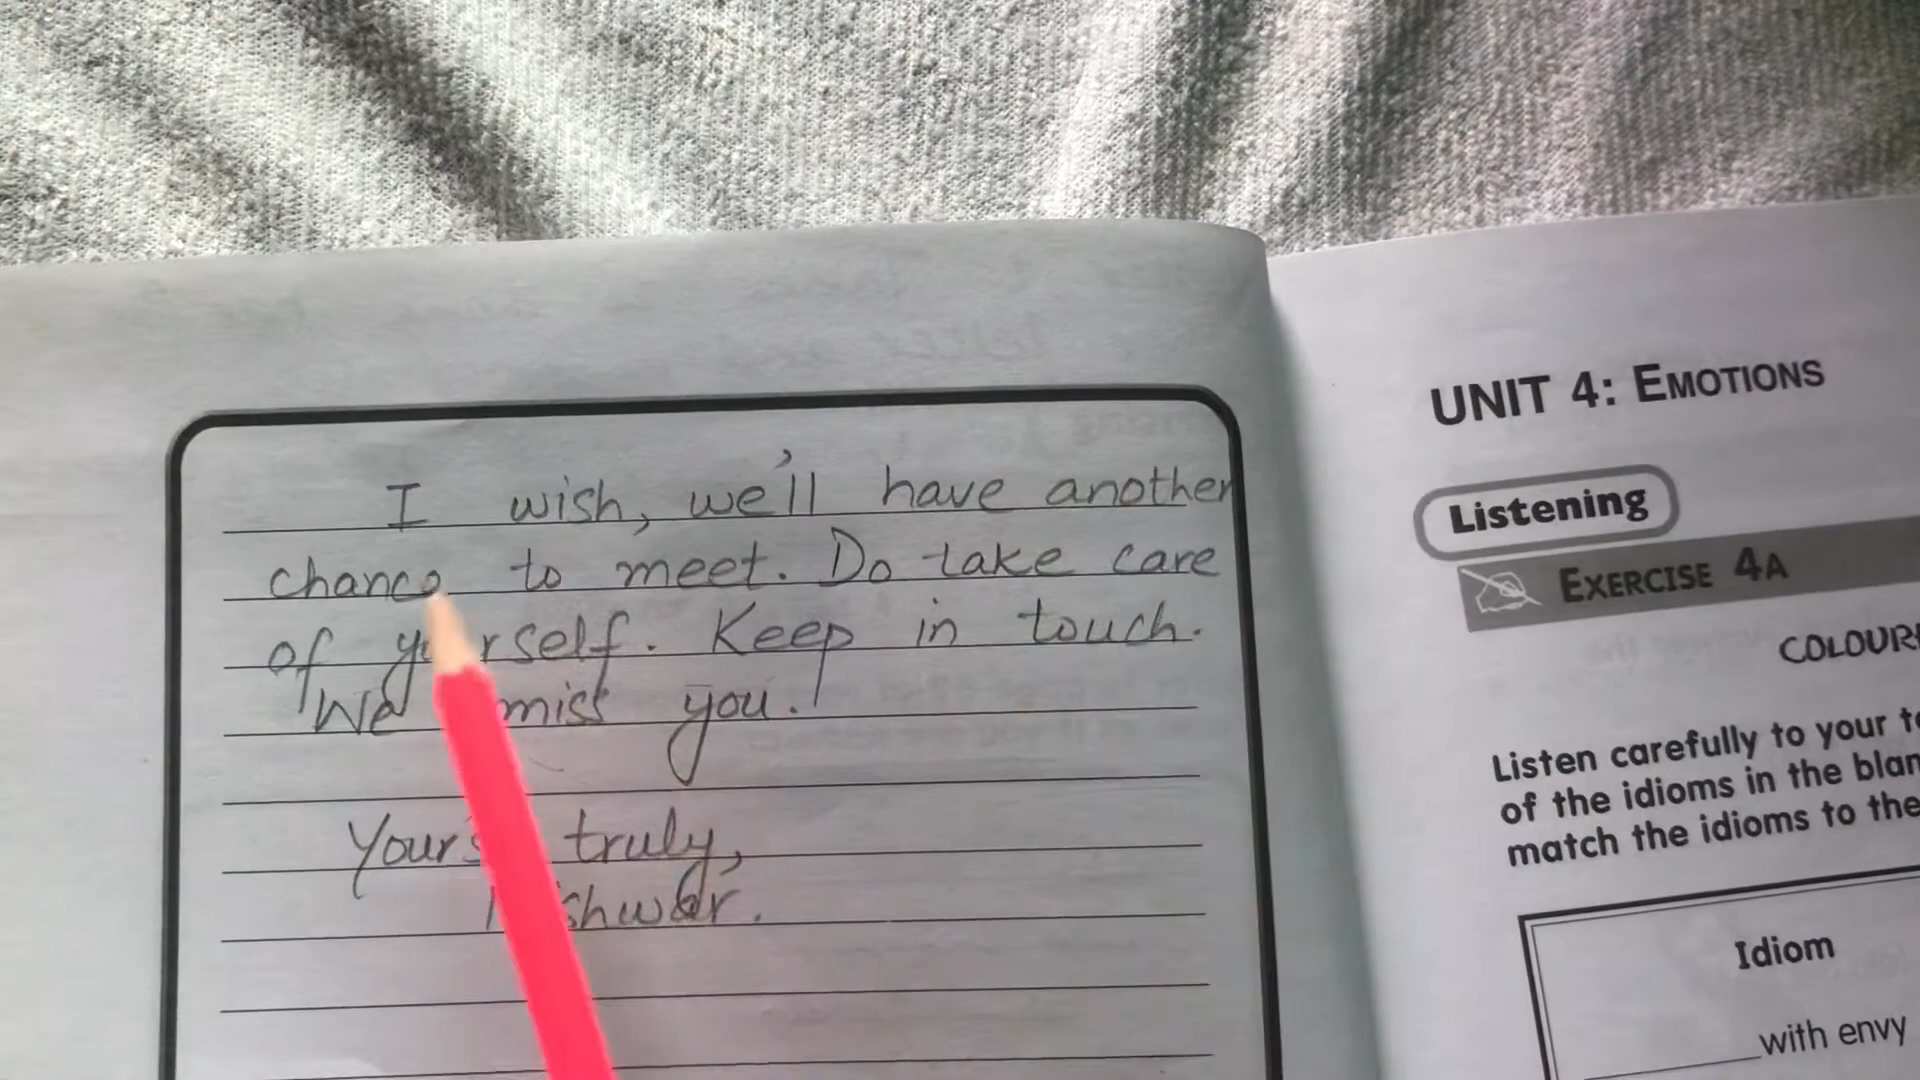 I wish, we'll have another
chance to meet. Do take care
of yourself. Keep in touch.
We miss you.
Your's truly,
UNIT 4: EMOTIONS
Listening
EXERCISE 4A
Listen carefully to your
of the idioms in the
match the idioms to the
Idiom
with envy